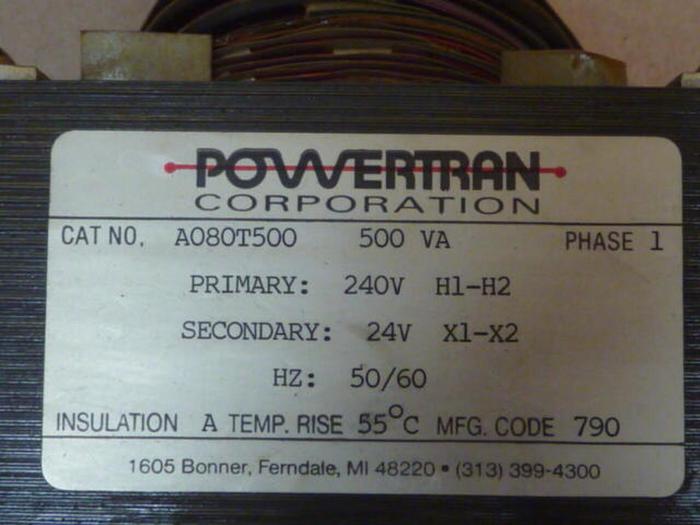 POWERTRAN
CORPORATION
CAT NO. A080T500 500 VA PHASE 1
PRIMARY: 240V H1-H2
SECONDARY: 24V X1-X2
HZ: 50/60
INSULATION A TEMP. RISE 55°C MFG. CODE 790
1605 Bonner, Ferndale, MI 48220 • (313) 399-4300